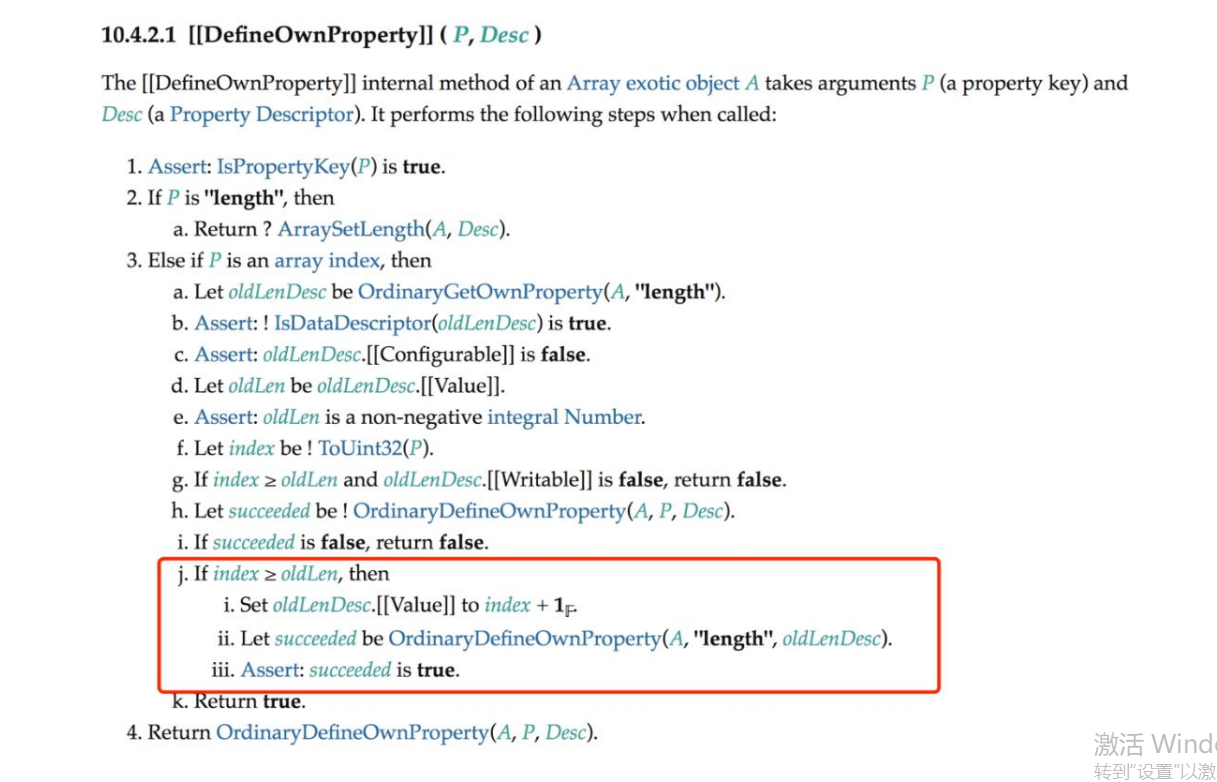 10.4.2.1 [[DefineOwnProperty]] ( P, Desc )
The [[DefineOwnProperty]] internal method of an Array exotic object A takes arguments P (a property key) and
Desc (a Property Descriptor). It performs the following steps when called:
1. Assert: IsPropertyKey(P) is true.
2. If P is "length", then
a. Return ? ArraySetLength(A, Desc).
3. Else if P is an array index, then
a. Let oldLenDesc be OrdinaryGetOwnProperty(A, "length").
b. Assert: ! IsDataDescriptor(oldLenDesc) is true.
c. Assert: oldLenDesc.[[Configurable]] is false.
d. Let oldLen be oldLenDesc.[[Value]].
e. Assert: oldLen is a non-negative integral Number.
f. Let index be ! ToUint32(P).
g. If index ≥ oldLen and oldLenDesc.[[Writable]] is false, return false.
h. Let succeeded be ! OrdinaryDefineOwnProperty(A, P, Desc).
i. If succeeded is false, return false.
j. If index ≥ oldLen, then
i. Set oldLenDesc.[[Value]] to index + 1𝔽.
ii. Let succeeded be OrdinaryDefineOwnProperty(A, "length", oldLenDesc).
iii. Assert: succeeded is true.
k. Return true.
4. Return OrdinaryDefineOwnProperty(A, P, Desc).
激活 Wind
转到"设置"以激